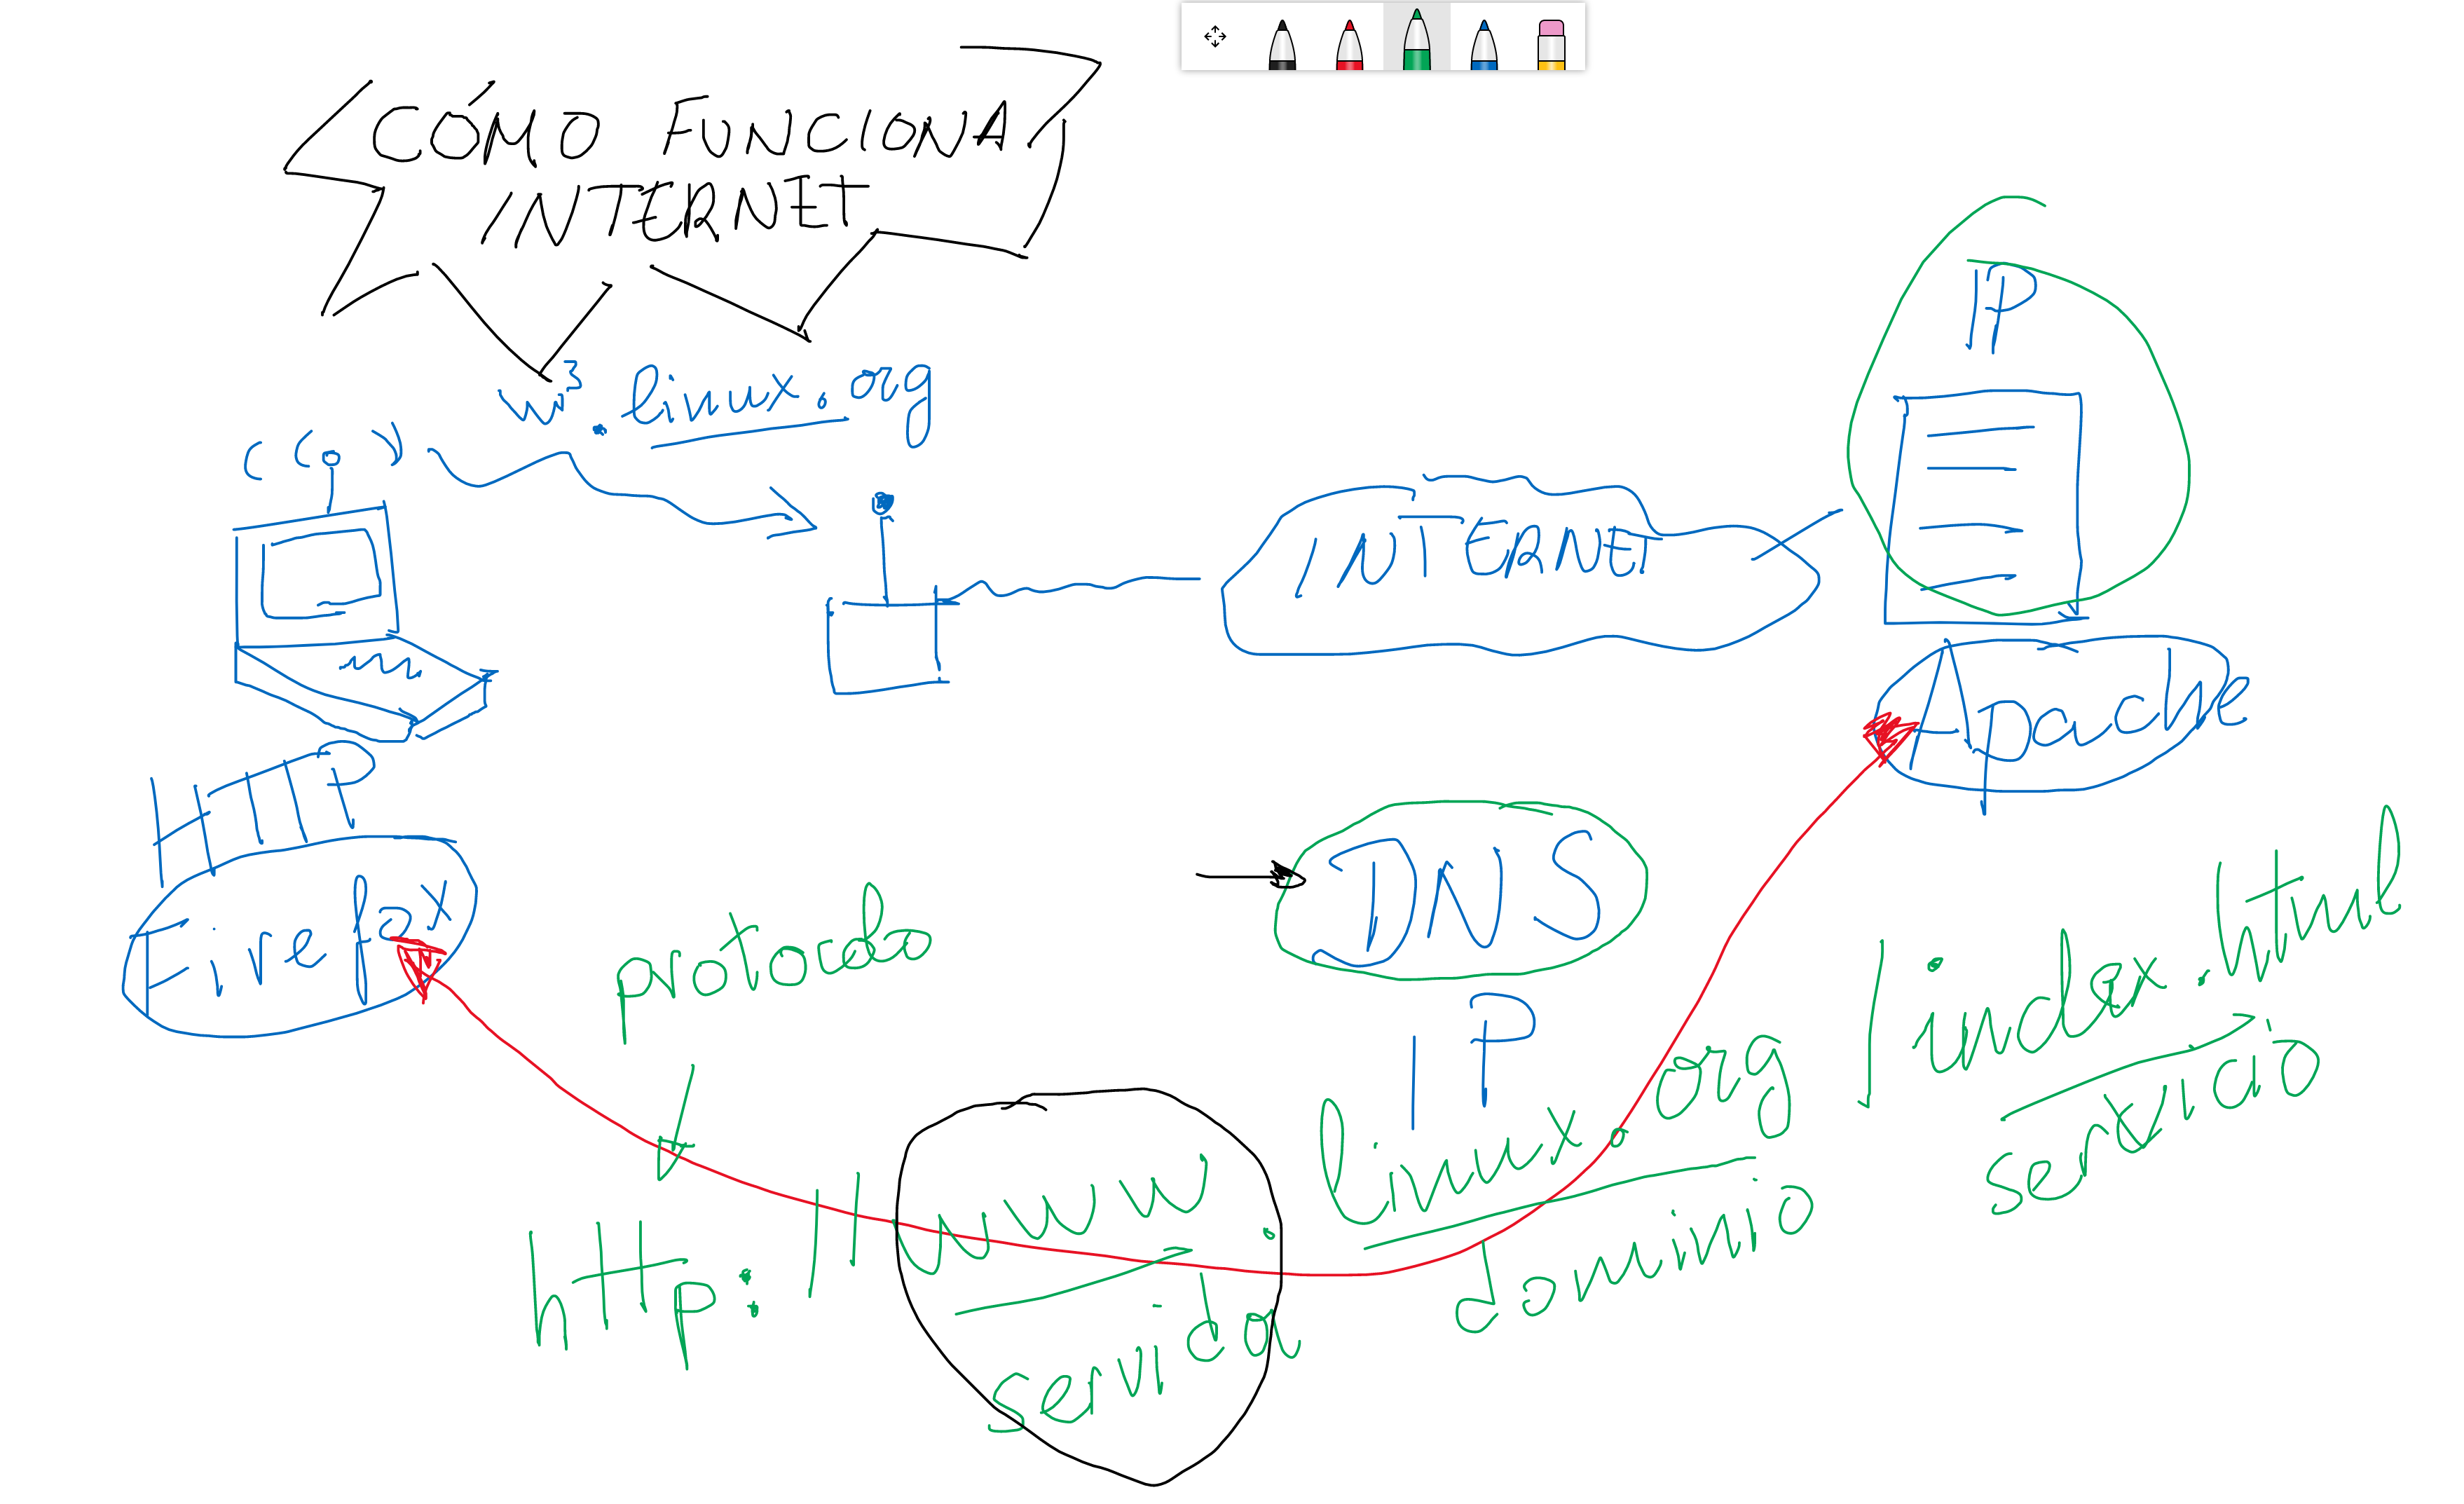 CÓMO FUNCIONA
INTERNET
w³.linux.org
IP
INTERNET
Apache
HTTP
Firefox
DNS
IP
protocolo
http://www.linux.org/index.html
servidor
dominio
servicio